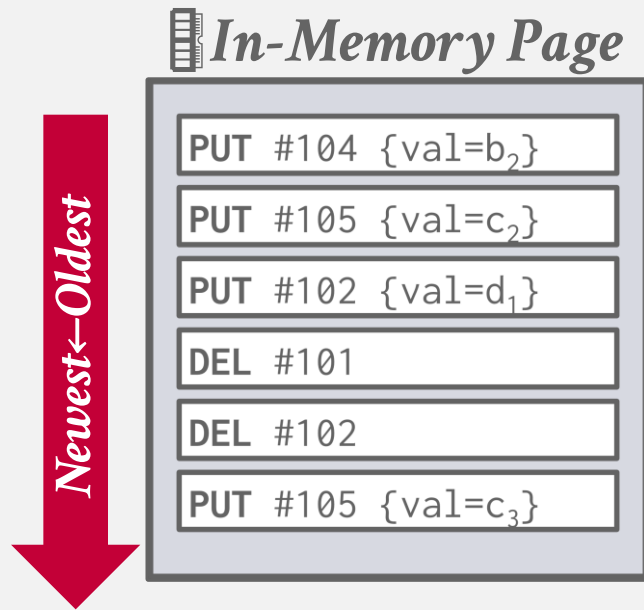 In-Memory Page
Newest←Oldest
PUT #104 {val=b₂}
PUT #105 {val=c₂}
PUT #102 {val=d₁}
DEL #101
DEL #102
PUT #105 {val=c₃}